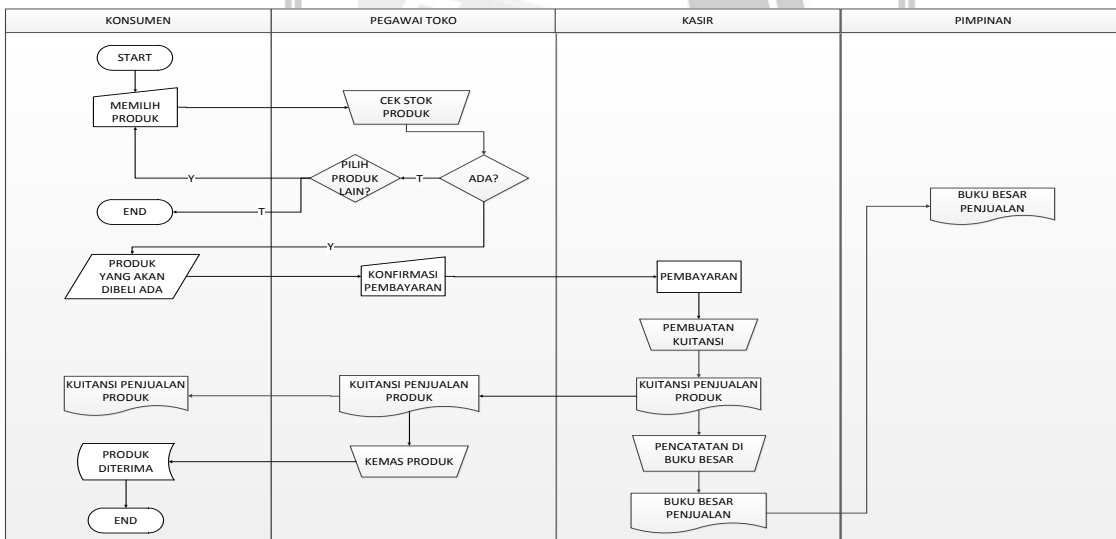 KONSUMEN
PEGAWAI TOKO
KASIR
PIMPINAN
START
MEMILIH
PRODUK
CEK STOK
PRODUK
PILIH
PRODUK
LAIN?
ADA?
Y
T
END
T
BUKU BESAR
PENJUALAN
Y
PRODUK
YANG AKAN
DIBELI ADA
KONFIRMASI
PEMBAYARAN
PEMBAYARAN
PEMBUATAN
KUITANSI
KUITANSI PENJUALAN
PRODUK
KUITANSI PENJUALAN
PRODUK
KUITANSI PENJUALAN
PRODUK
PRODUK
DITERIMA
KEMAS PRODUK
PENCATATAN DI
BUKU BESAR
END
BUKU BESAR
PENJUALAN